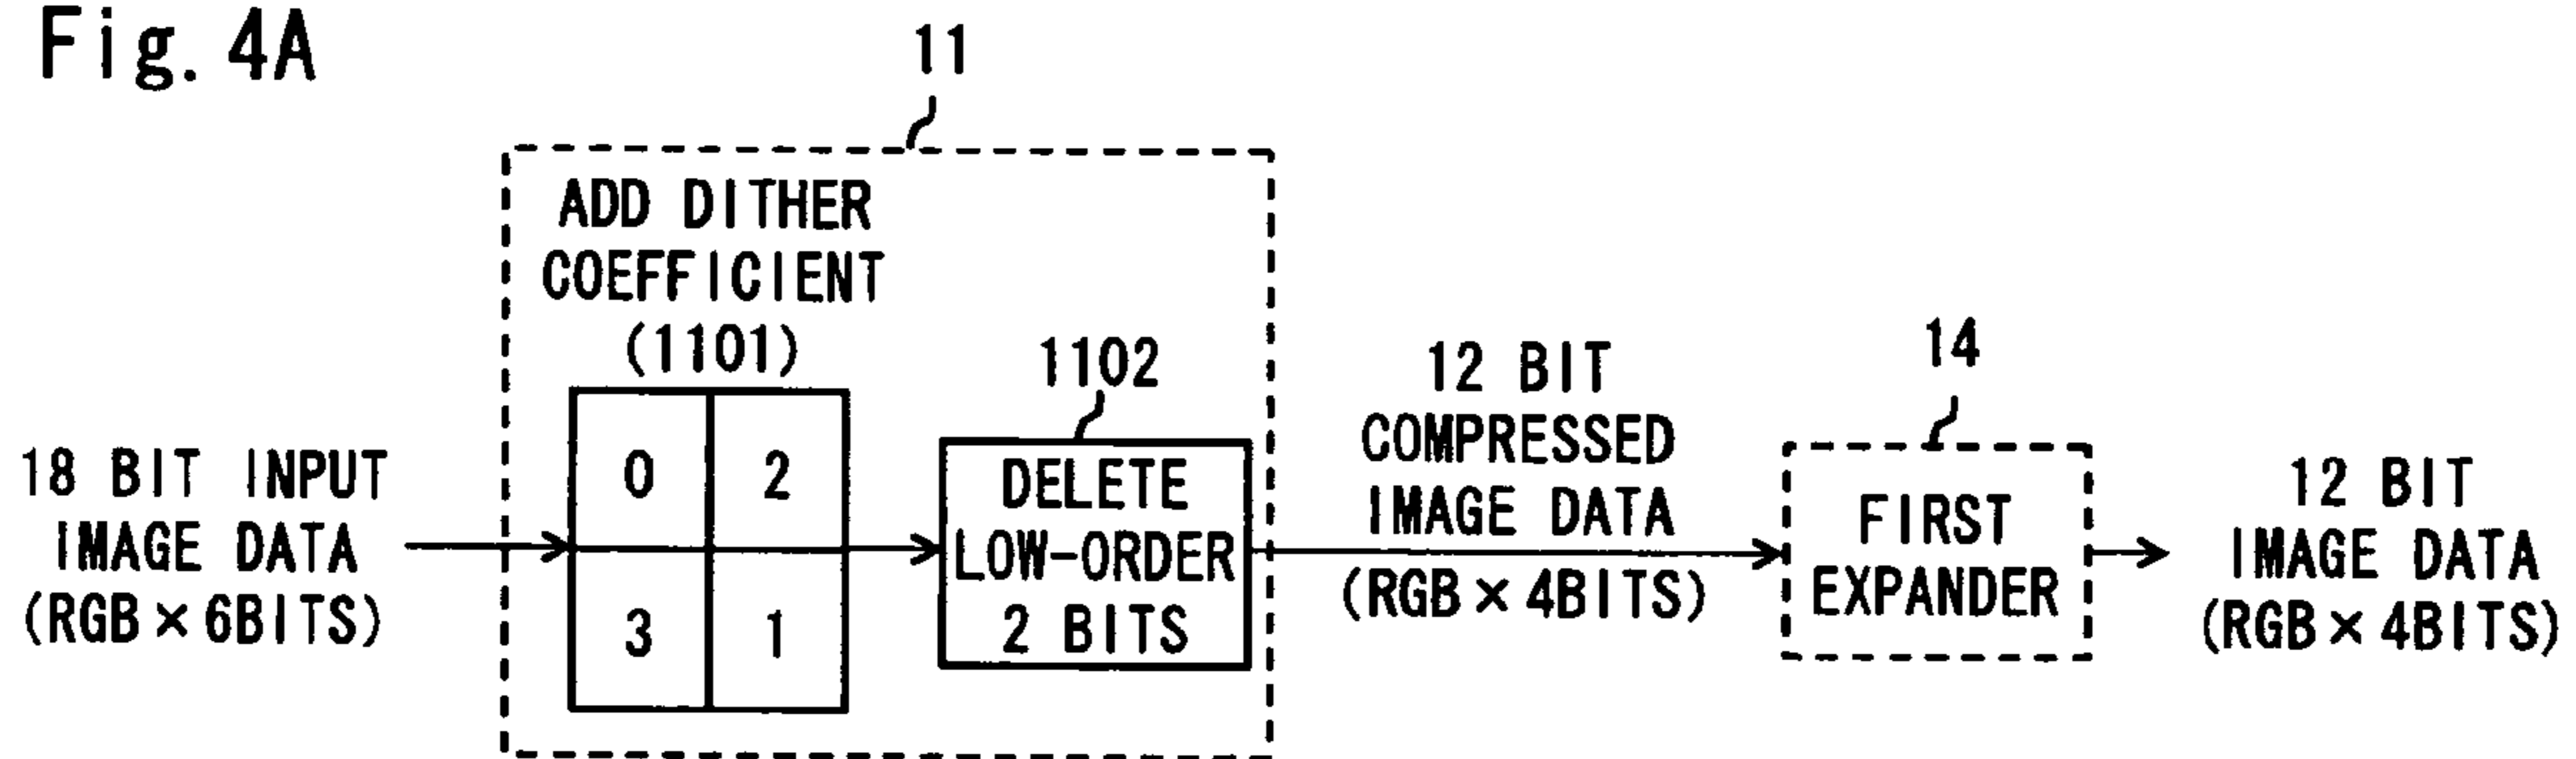 Fig. 4A
11
ADD DITHER
COEFFICIENT
(1101)
0 2
3 1
1102
DELETE
LOW-ORDER
2 BITS
18 BIT INPUT
IMAGE DATA
(RGB×6BITS)
12 BIT
COMPRESSED
IMAGE DATA
(RGB×4BITS)
14
FIRST
EXPANDER
12 BIT
IMAGE DATA
(RGB×4BITS)